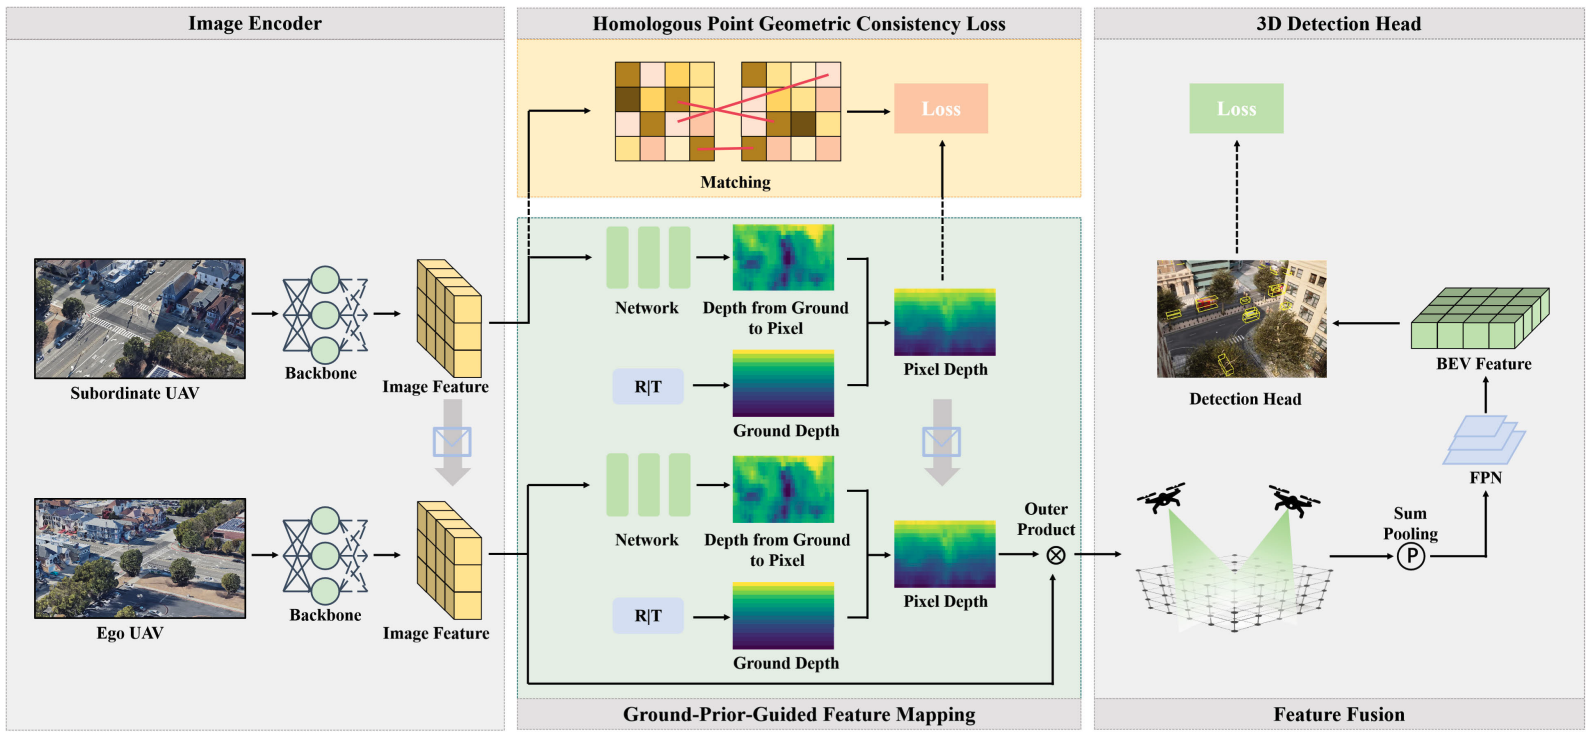 Image Encoder
Subordinate UAV
Backbone
Image Feature
Ego UAV
Backbone
Image Feature
Homologous Point Geometric Consistency Loss
Matching
Loss
Network
Depth from Ground
to Pixel
R|T
Ground Depth
Pixel Depth
Network
Depth from Ground
to Pixel
R|T
Ground Depth
Pixel Depth
Outer
Product
Ground-Prior-Guided Feature Mapping
3D Detection Head
Loss
Detection Head
BEV Feature
FPN
Sum
Pooling
P
Feature Fusion